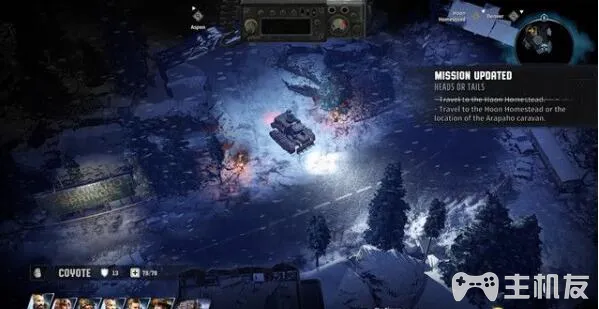 Aspen
Hoon
Homestead
Denver
MISSION UPDATED
HEADS OR TAILS
- Travel to the Hoon Homestead.
- Travel to the Hoon Homestead or the
location of the Arapaho caravan.
COYOTE 13 78/78
主机友